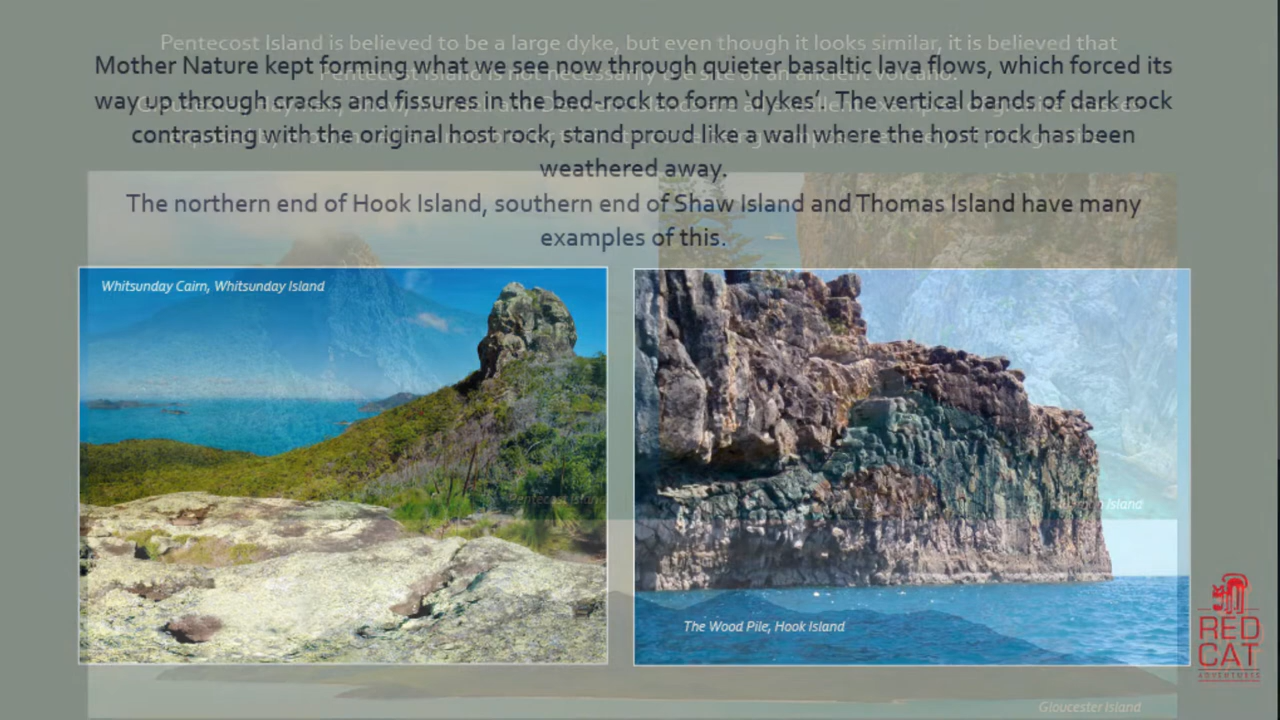 Pentecost Island is believed to be a large dyke, but even though it looks similar, it is believed that
Pentecost Island is not necessarily the site of an ancient volcano.
Mother Nature kept forming what we see now through quieter basaltic lava flows, which forced its
way up through cracks and fissures in the bed-rock to form ‘dykes’. The vertical bands of dark rock
contrasting with the original host rock, stand proud like a wall where the host rock has been
weathered away.
The northern end of Hook Island, southern end of Shaw Island and Thomas Island have many
examples of this.
Whitsunday Cairn, Whitsunday Island
Pentecost Island
Island
The Wood Pile, Hook Island
RED
CAT
ADVENTURES
Gloucester Island